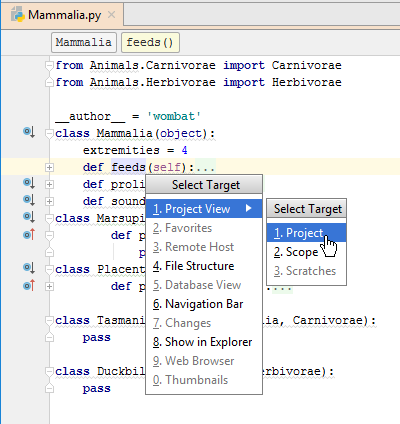 Mammalia.py ×
Mammalia feeds()
from Animals.Carnivorae import Carnivorae
from Animals.Herbivorae import Herbivorae
__author__ = 'wombat'
class Mammalia(object):
extremities = 4
def feeds(self):...
def proli
def soun
class Marsupi
def p
p
class Placent
def p :...
class Tasmani ia, Carnivorae):
pass
class Duckbil erbivorae):
pass
Select Target
1. Project View
2. Favorites
3. Remote Host
4. File Structure
5. Database View
6. Navigation Bar
7. Changes
8. Show in Explorer
9. Web Browser
0. Thumbnails
Select Target
1. Project
2. Scope
3. Scratches